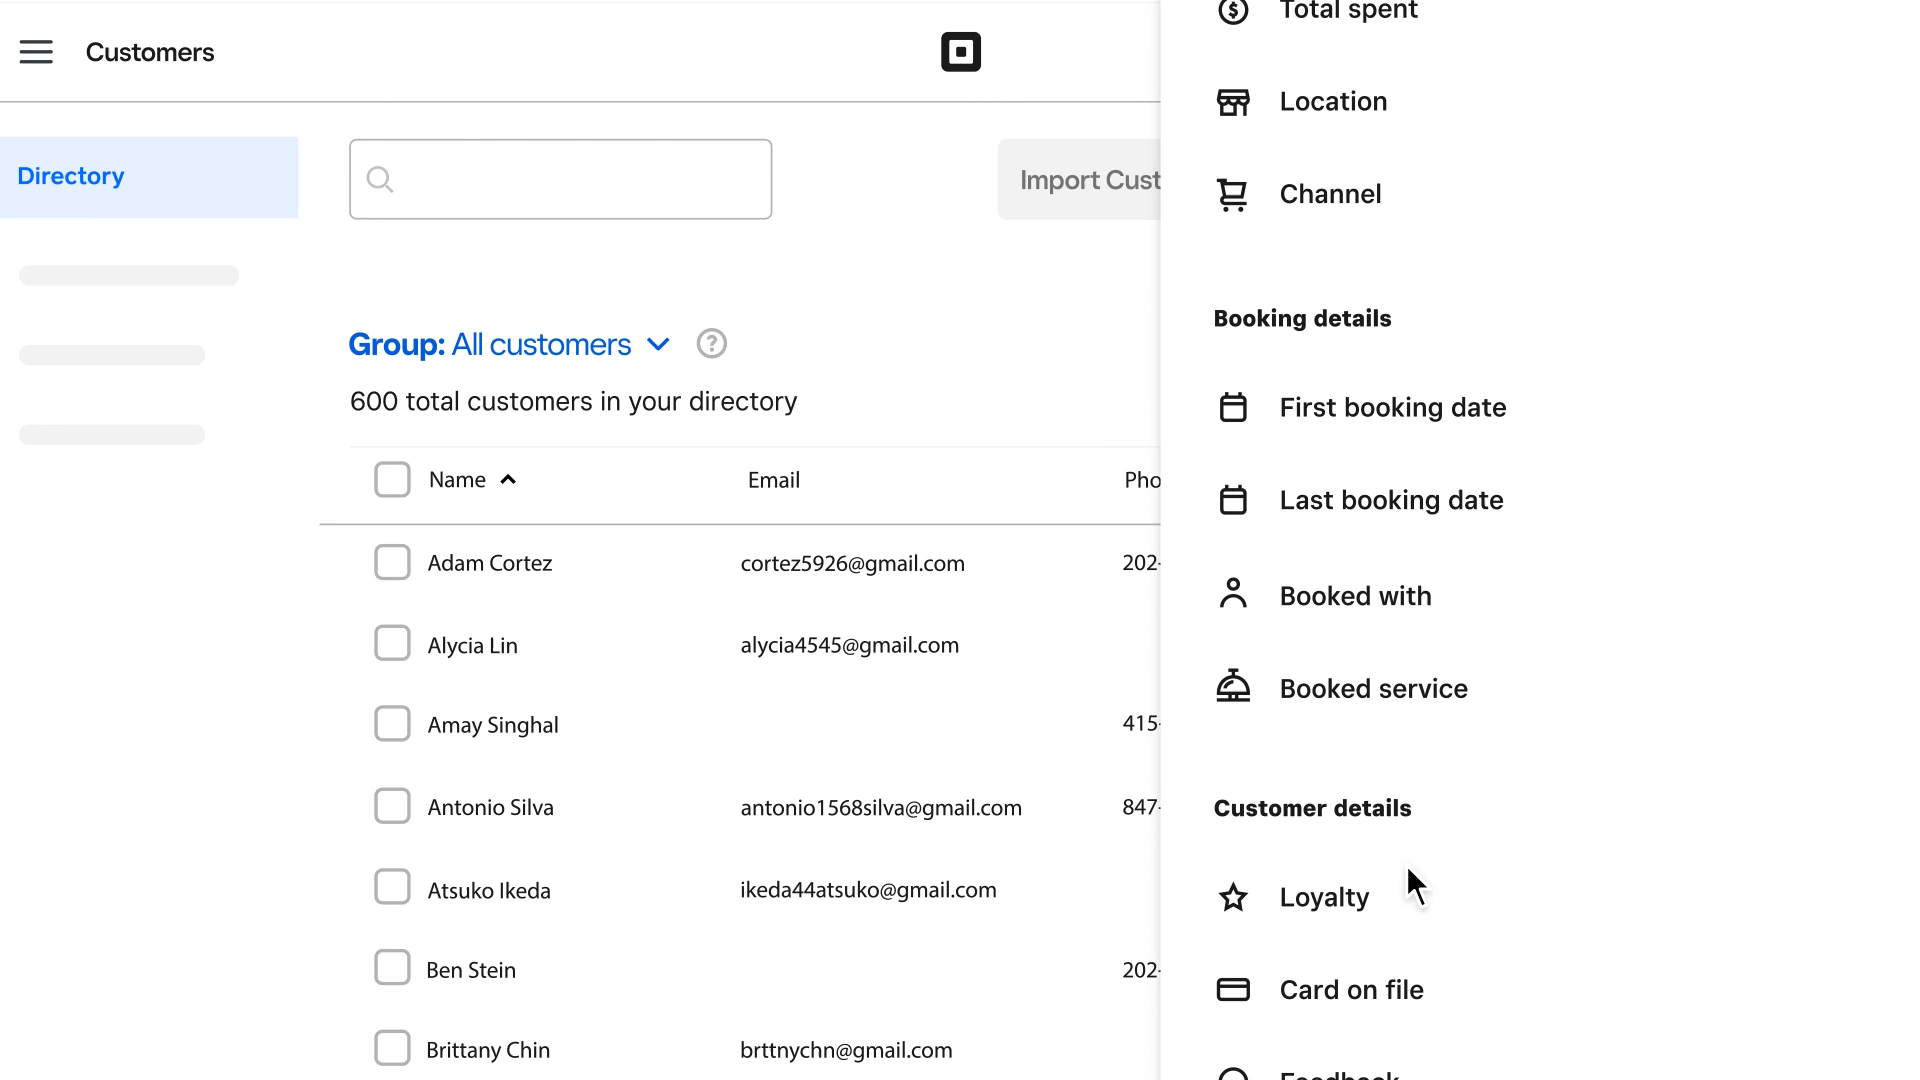 Customers
Directory
Import Cust
Group: All customers
600 total customers in your directory
Name
Email
Pho
Adam Cortez
cortez5926@gmail.com
202-
Alycia Lin
alycia4545@gmail.com
Amay Singhal
415-
Antonio Silva
antonio1568silva@gmail.com
847-
Atsuko Ikeda
ikeda44atsuko@gmail.com
Ben Stein
202-
Brittany Chin
brttnychn@gmail.com
Total spent
Location
Channel
Booking details
First booking date
Last booking date
Booked with
Booked service
Customer details
Loyalty
Card on file
Feedback